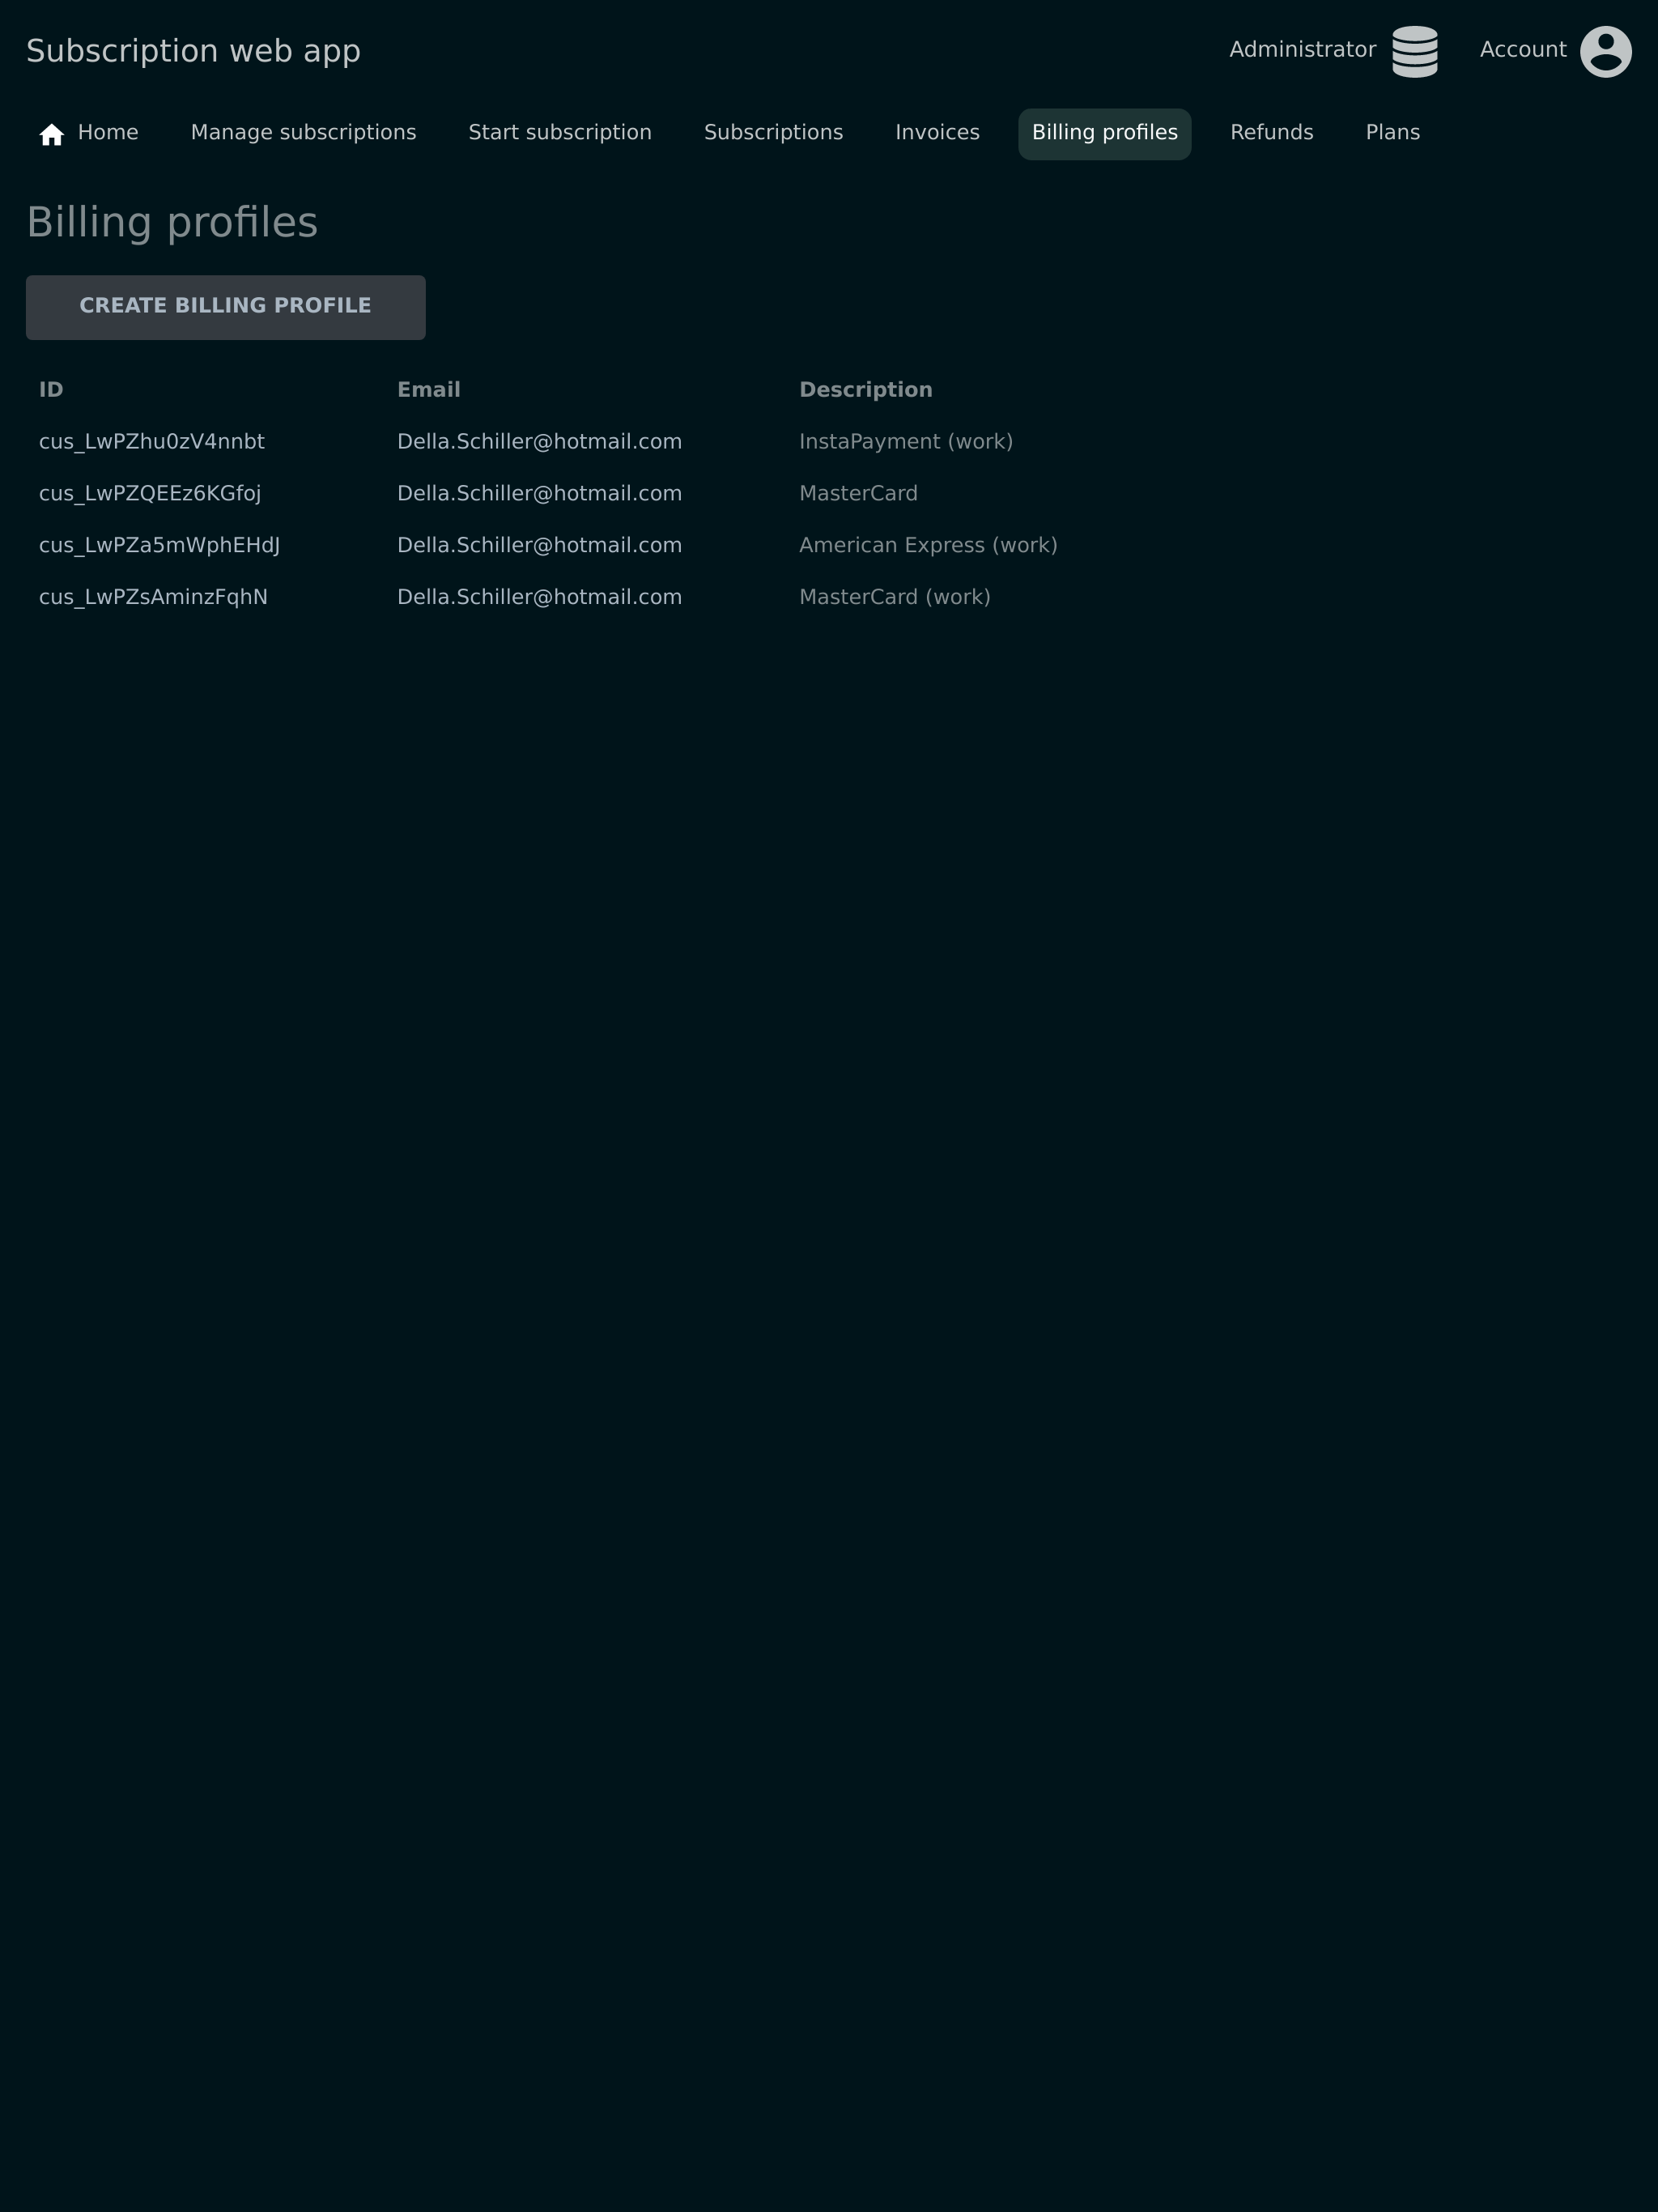 Subscription web app Administrator Account
Home Manage subscriptions Start subscription Subscriptions Invoices Billing profiles Refunds Plans
Billing profiles
CREATE BILLING PROFILE
ID Email Description
cus_LwPZhu0zV4nnbt Della.Schiller@hotmail.com InstaPayment (work)
cus_LwPZQEEz6KGfoj Della.Schiller@hotmail.com MasterCard
cus_LwPZa5mWphEHdJ Della.Schiller@hotmail.com American Express (work)
cus_LwPZsAminzFqhN Della.Schiller@hotmail.com MasterCard (work)